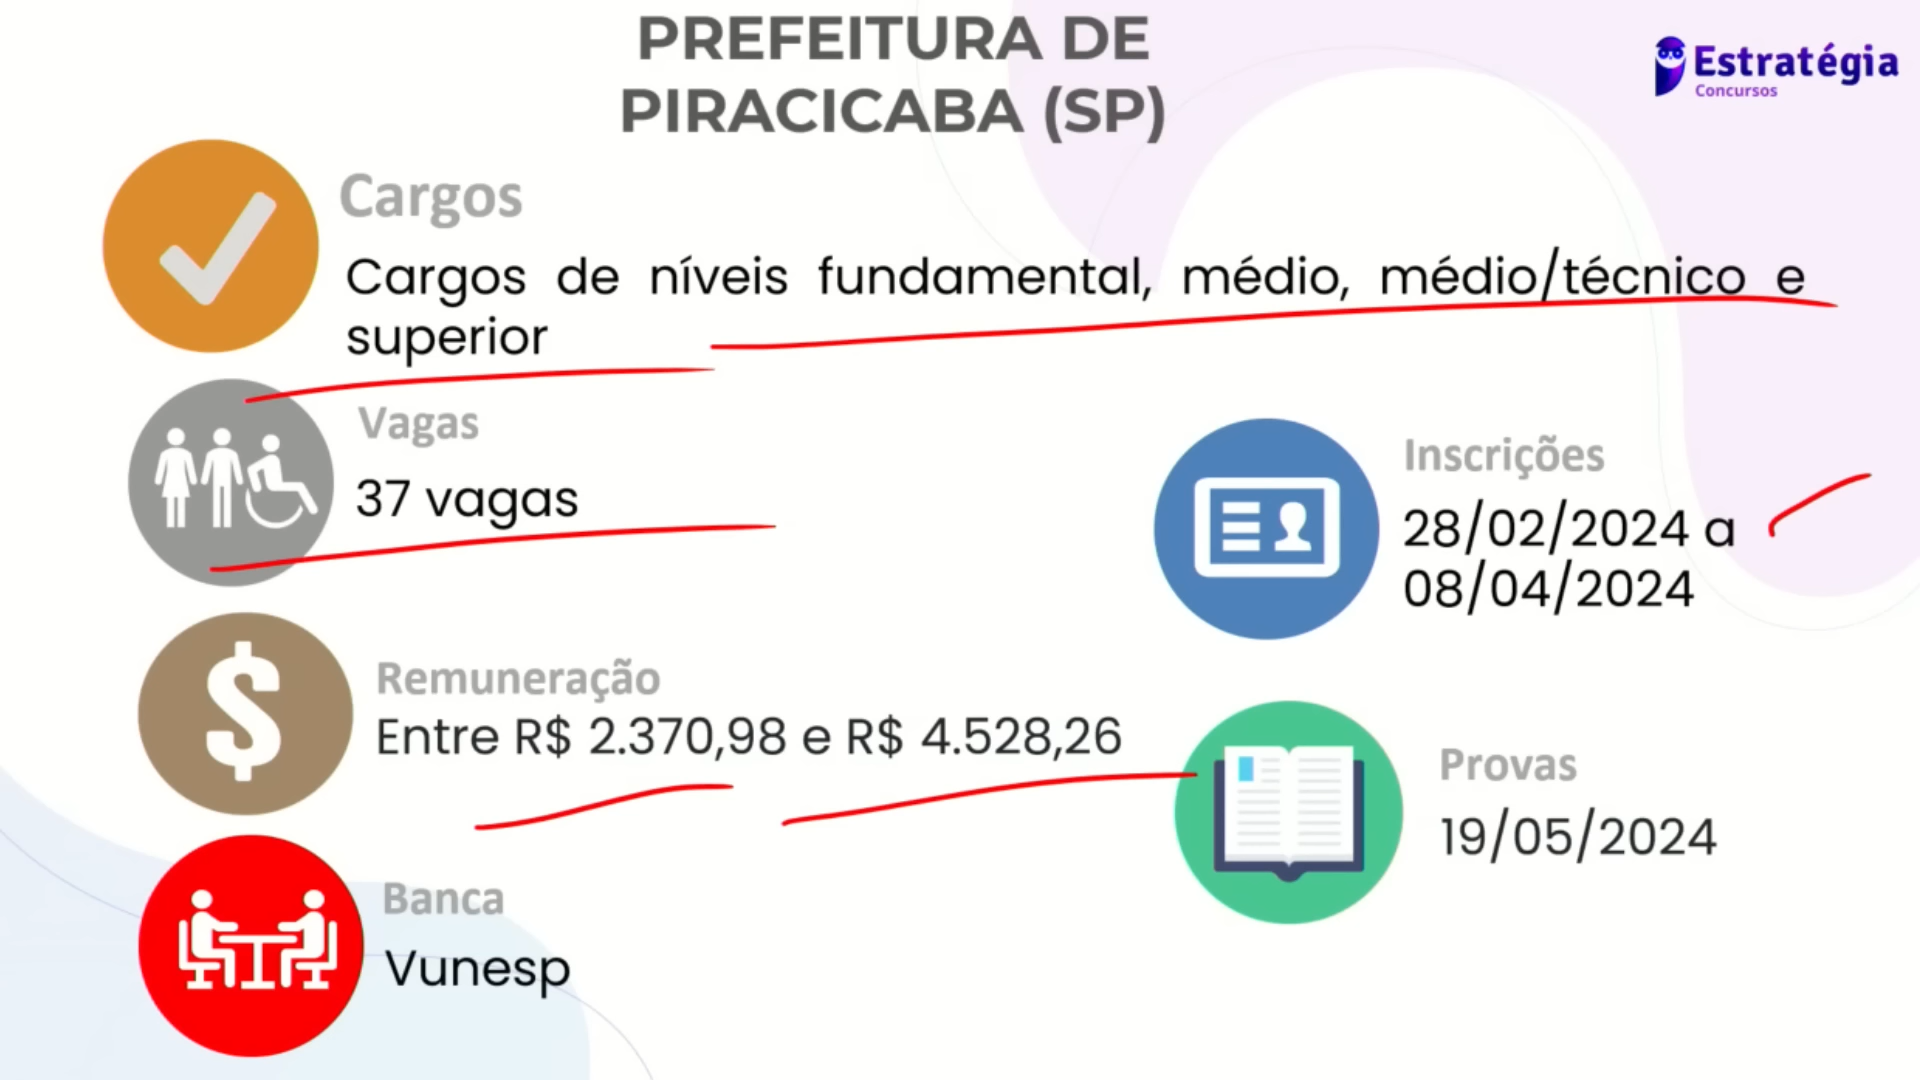 PREFEITURA DE
PIRACICABA (SP)
Estratégia
Concursos
Cargos
Cargos de níveis fundamental, médio, médio/técnico e
superior
Vagas
37 vagas
Remuneração
Entre R$ 2.370,98 e R$ 4.528,26
Banca
Vunesp
Inscrições
28/02/2024 a
08/04/2024
Provas
19/05/2024